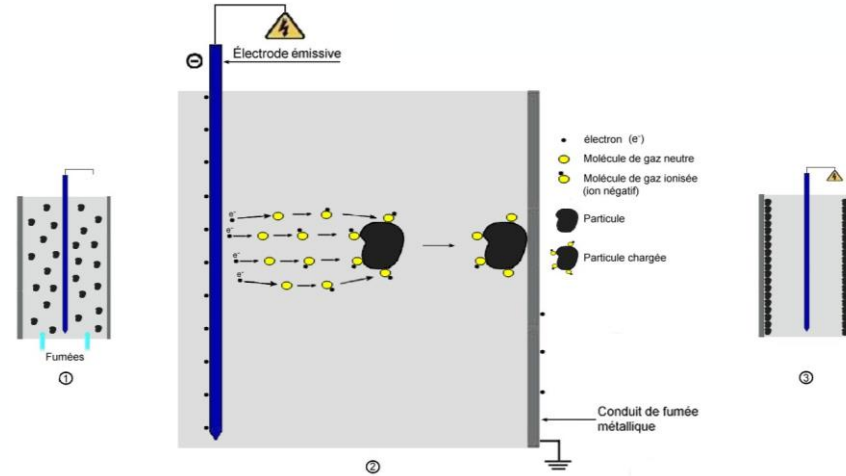 Électrode émissive
électron (e-)
Molécule de gaz neutre
Molécule de gaz ionisée
(ion négatif)
Particule
Particule chargée
e-
e-
e-
e-
Fumées
①
Conduit de fumée
métallique
②
③